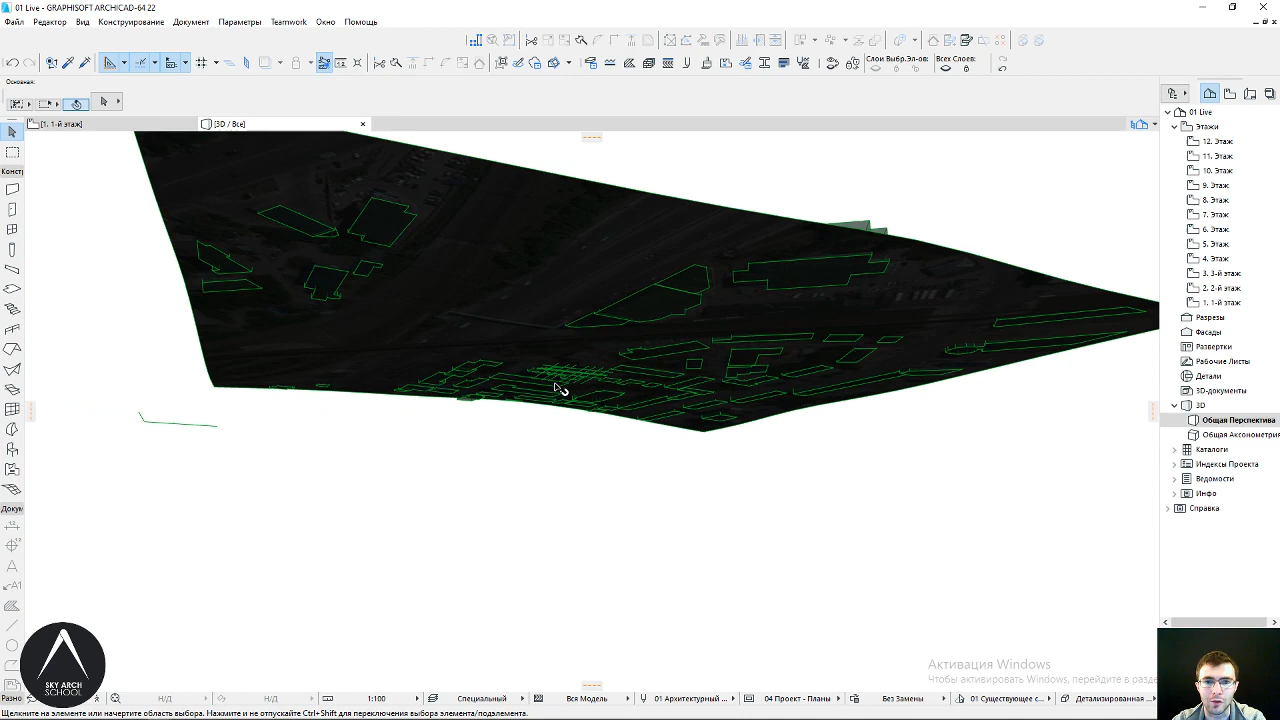 01 Live - GRAPHISOFT ARCHICAD-64 22
Файл Редактор Вид Конструирование Документ Параметры Teamwork Окно Помощь
Слои Выбр.Эл-ов: Всех Слоев:
Основная:
[1. 1-й этаж] [3D / Все]
Констр
Докум
Разно
01 Live
Этажи
12. Этаж
11. Этаж
10. Этаж
9. Этаж
8. Этаж
7. Этаж
6. Этаж
5. Этаж
4. Этаж
3. 3-й этаж
2. 2-й этаж
1. 1-й этаж
Разрезы
Фасады
Развертки
Рабочие Листы
Детали
3D-документы
3D
Общая Перспектива
Общая Аксонометрия
Каталоги
Индексы Проекта
Ведомости
Инфо
Справка
SKY ARCH
SCHOOL
Активация Windows
Чтобы активировать Windows, перейдите в разде
Н/Д Н/Д 1:100 Специальный Вся Модель 01 Архитектурный... 04 Проект - Планы Без Замены 01 Существующее с... Детализированная...
Щелкните на элементе или начертите область выбора. Нажмите и не отпускайте Ctrl+Shift для переключения выбора элемента/подэлемента.